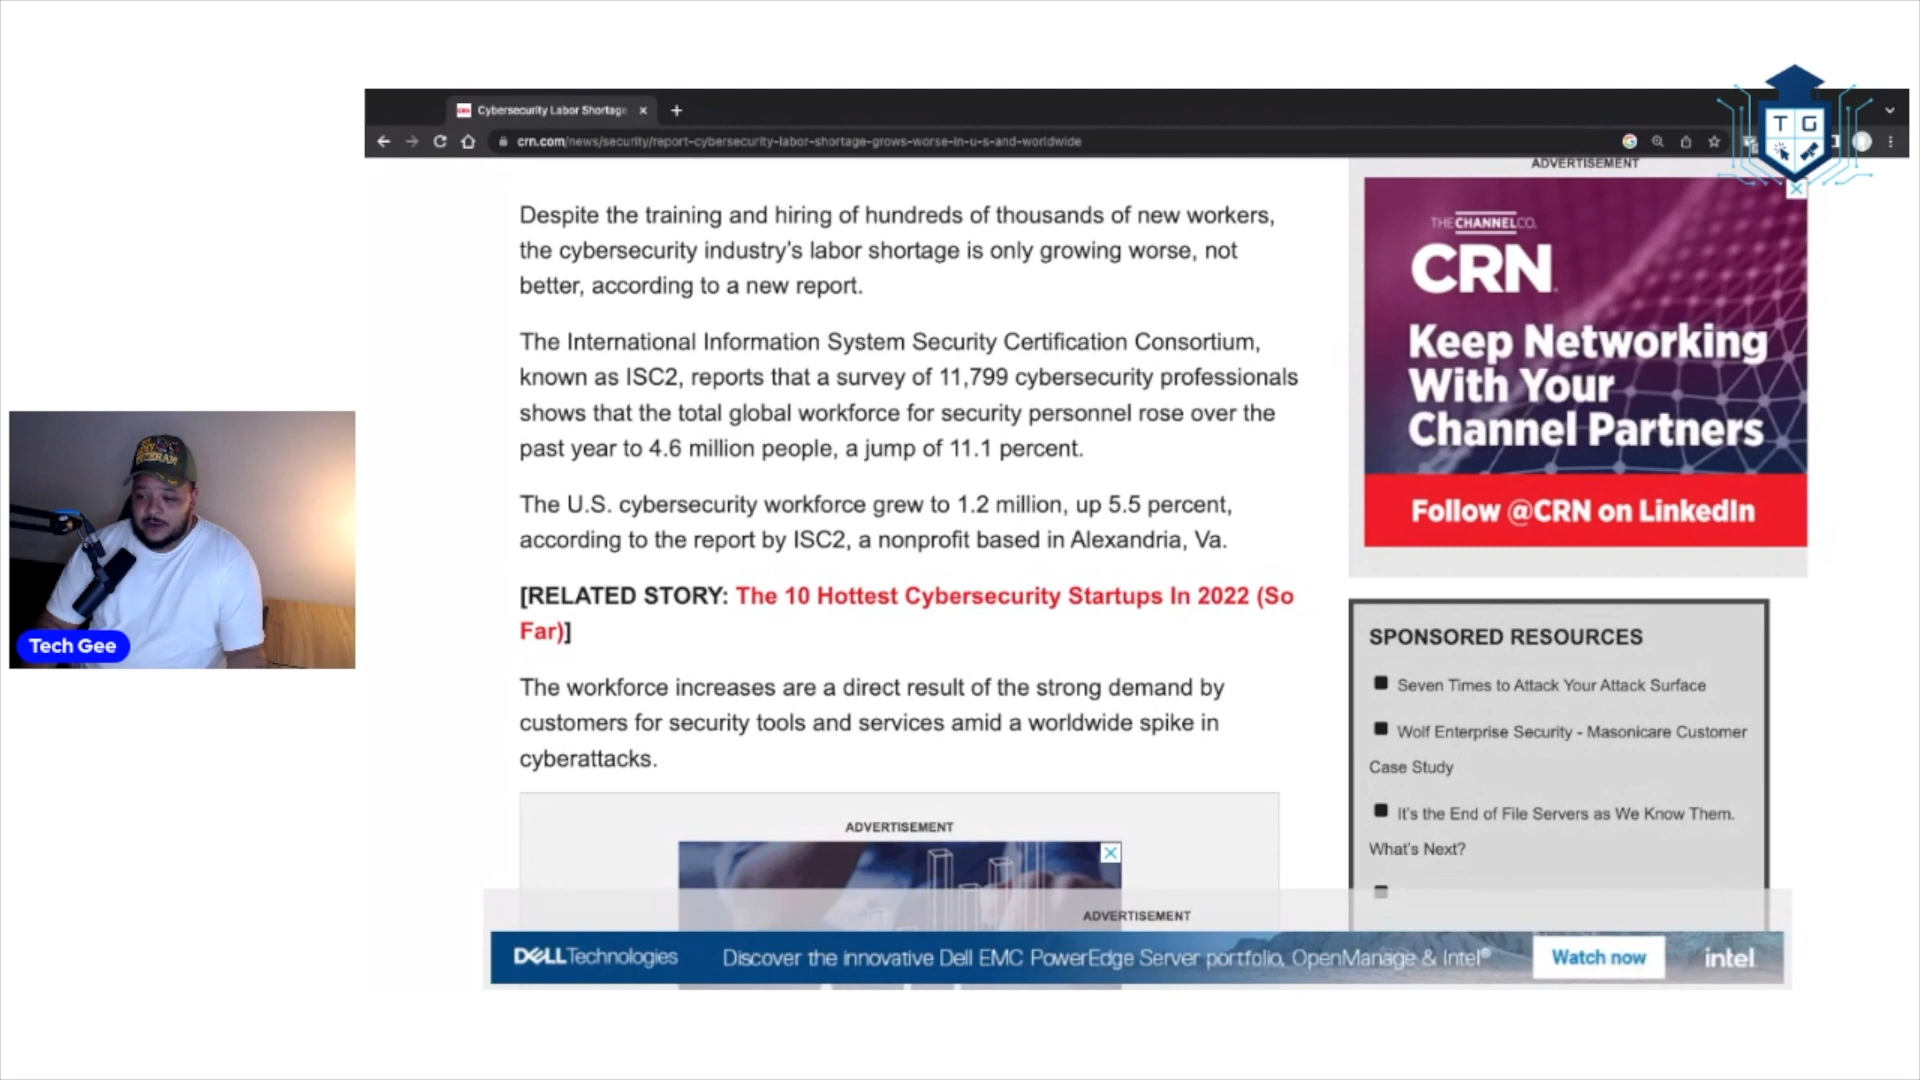 Cybersecurity Labor Shortage
crn.com/news/security/report-cybersecurity-labor-shortage-grows-worse-in-u-s-and-worldwide
T G
Despite the training and hiring of hundreds of thousands of new workers,
the cybersecurity industry's labor shortage is only growing worse, not
better, according to a new report.
The International Information System Security Certification Consortium,
known as ISC2, reports that a survey of 11,799 cybersecurity professionals
shows that the total global workforce for security personnel rose over the
past year to 4.6 million people, a jump of 11.1 percent.
The U.S. cybersecurity workforce grew to 1.2 million, up 5.5 percent,
according to the report by ISC2, a nonprofit based in Alexandria, Va.
[RELATED STORY: The 10 Hottest Cybersecurity Startups In 2022 (So
Far)]
The workforce increases are a direct result of the strong demand by
customers for security tools and services amid a worldwide spike in
cyberattacks.
ADVERTISEMENT
ADVERTISEMENT
THE CHANNEL CO.
CRN
Keep Networking
With Your
Channel Partners
Follow @CRN on LinkedIn
SPONSORED RESOURCES
Seven Times to Attack Your Attack Surface
Wolf Enterprise Security - Masonicare Customer
Case Study
It's the End of File Servers as We Know Them.
What's Next?
VETERAN
Tech Gee
ADVERTISEMENT
DELLTechnologies Discover the innovative Dell EMC PowerEdge Server portfolio, OpenManage & Intel® Watch now intel